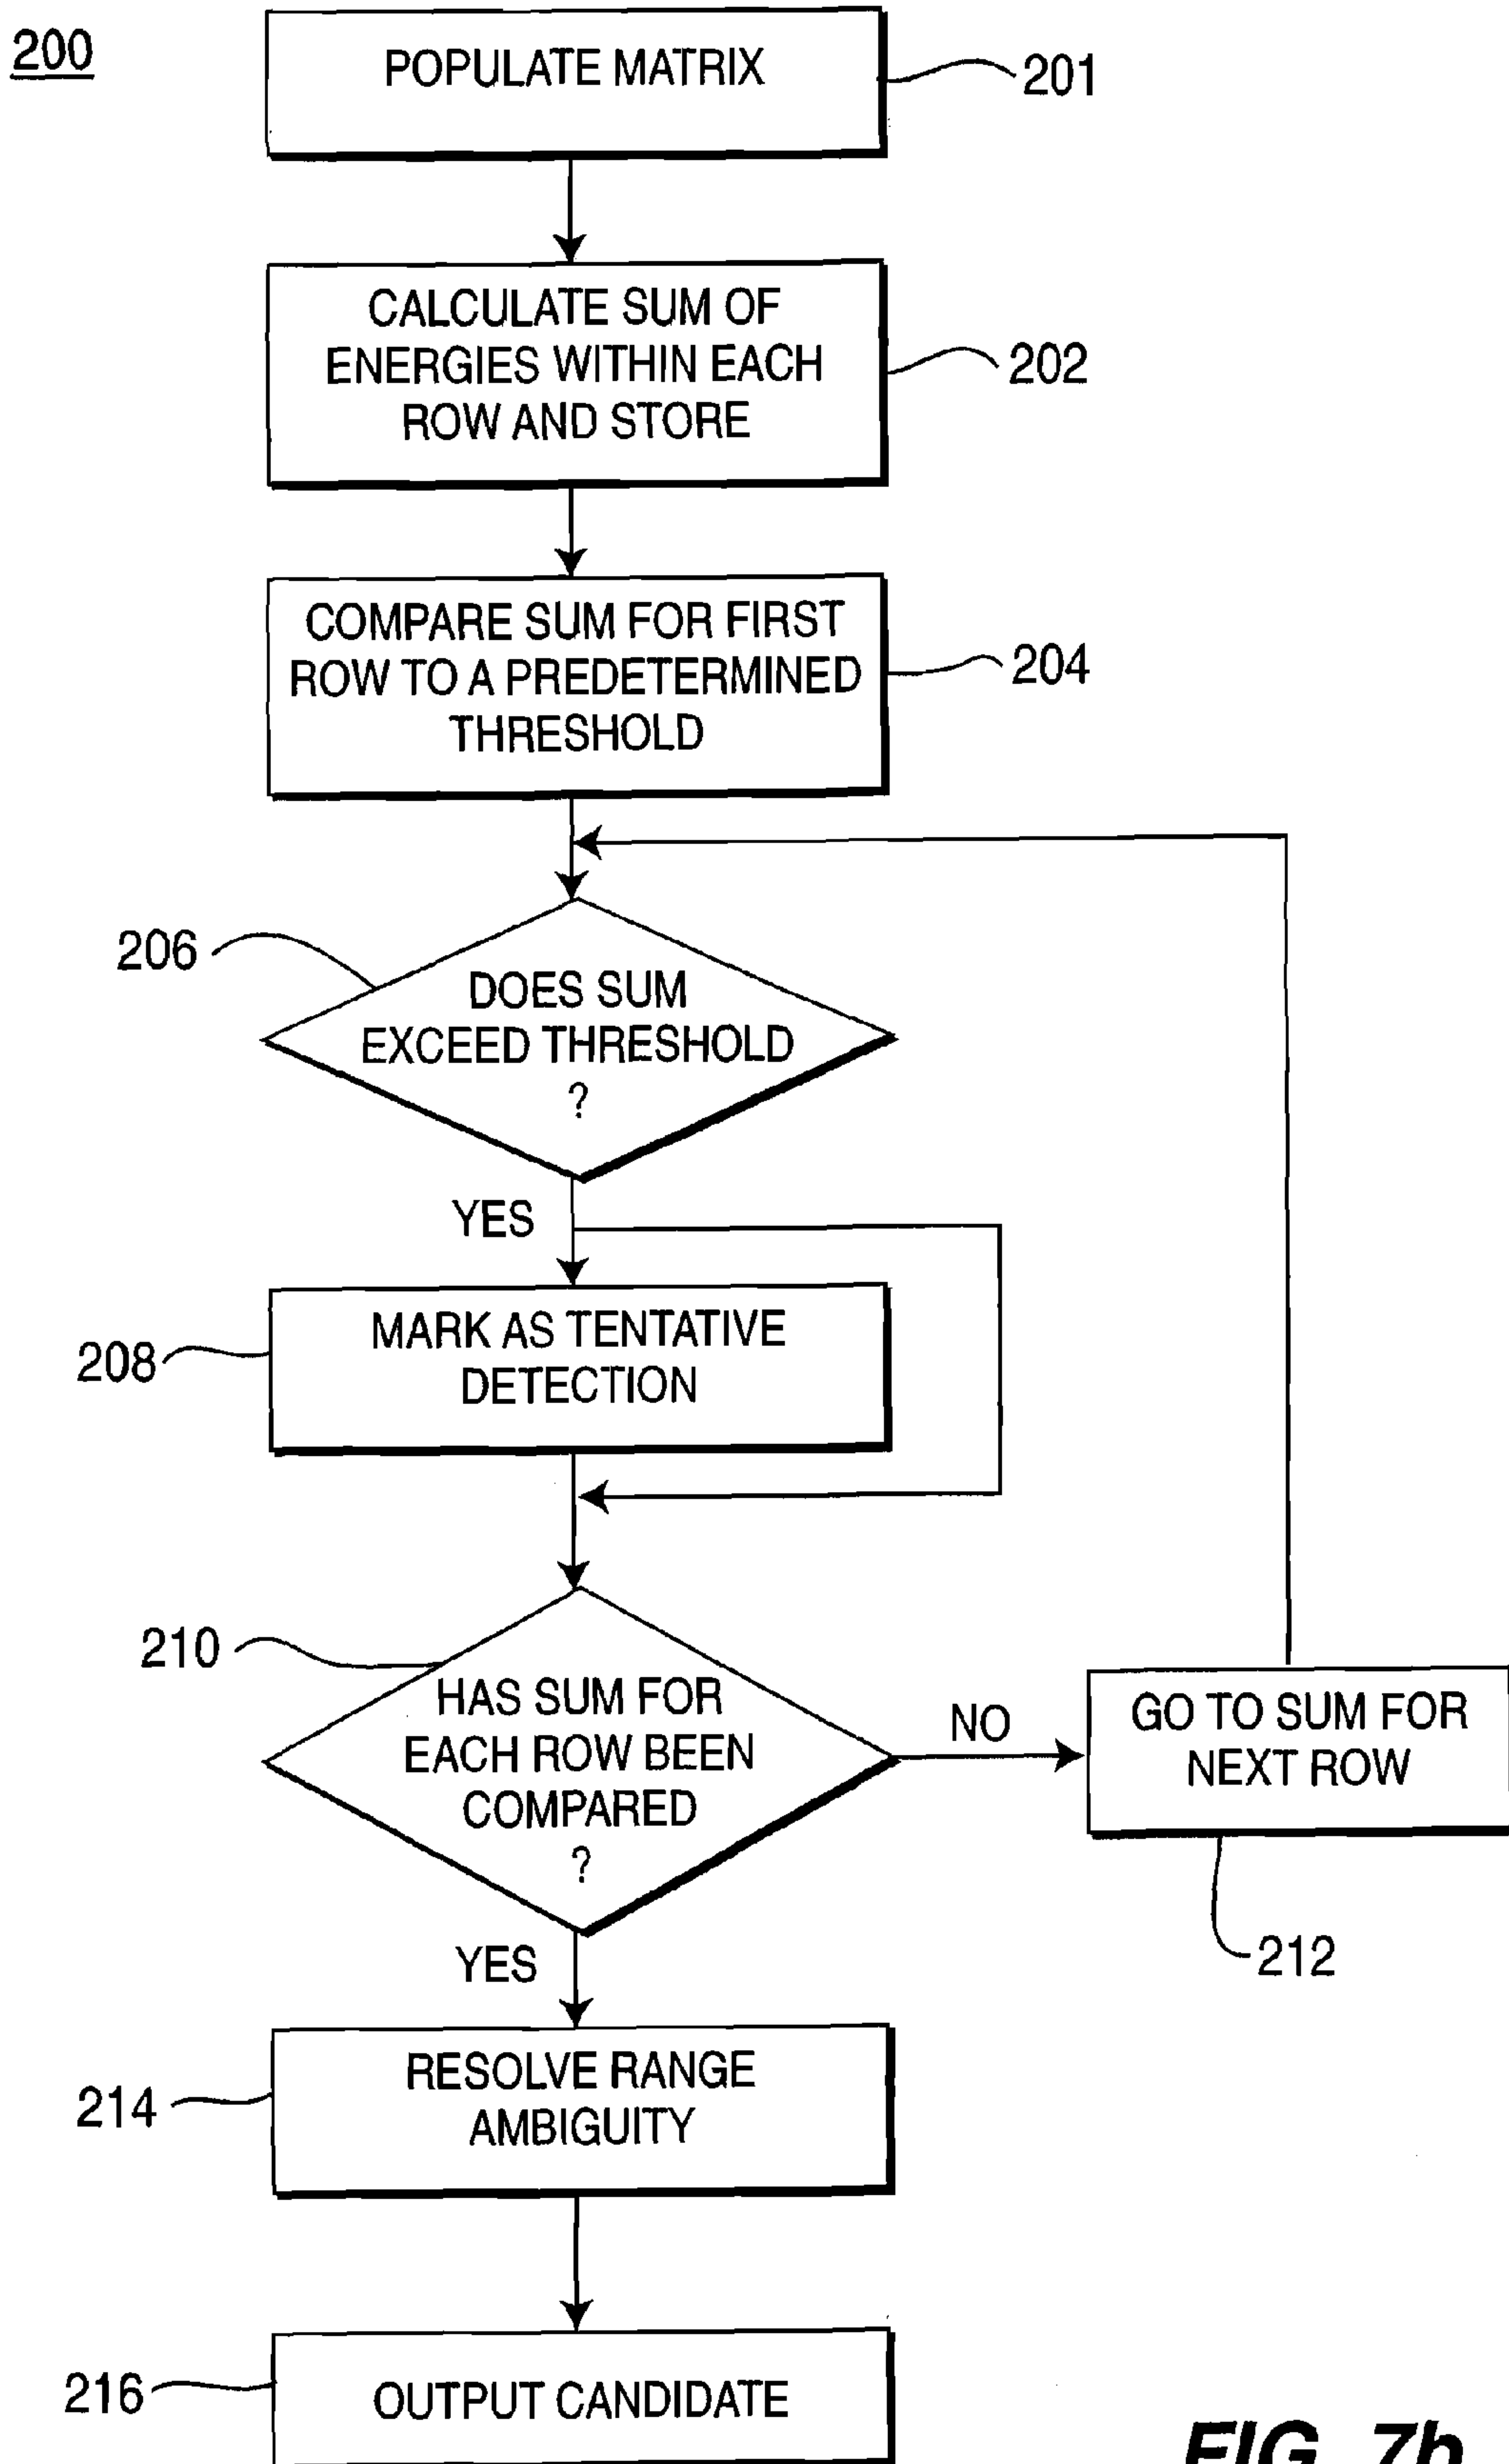 200
POPULATE MATRIX
201
CALCULATE SUM OF
ENERGIES WITHIN EACH
ROW AND STORE
202
COMPARE SUM FOR FIRST
ROW TO A PREDETERMINED
THRESHOLD
204
206
DOES SUM
EXCEED THRESHOLD
?
YES
208
MARK AS TENTATIVE
DETECTION
210
HAS SUM FOR
EACH ROW BEEN
COMPARED
?
NO
GO TO SUM FOR
NEXT ROW
212
YES
214
RESOLVE RANGE
AMBIGUITY
216
OUTPUT CANDIDATE
FIG. 7b